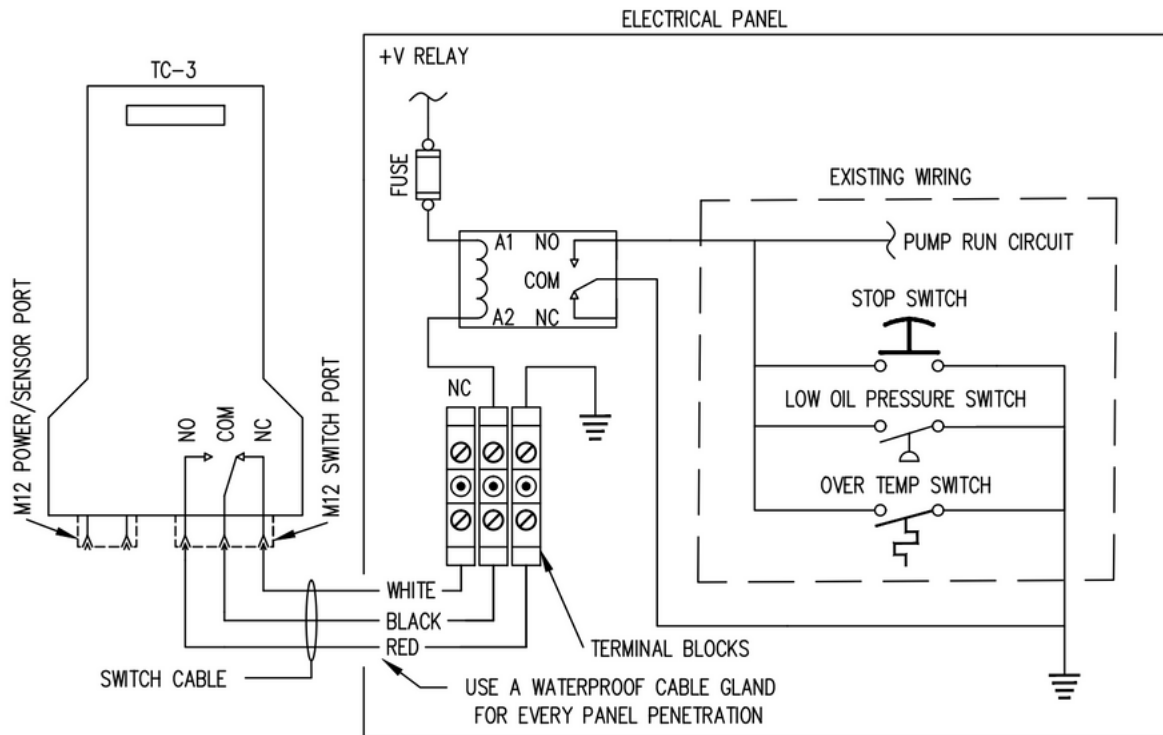 ELECTRICAL PANEL
TC-3
+V RELAY
FUSE
EXISTING WIRING
A1 NO
PUMP RUN CIRCUIT
COM
STOP SWITCH
A2 NC
NC
LOW OIL PRESSURE SWITCH
M12 POWER/SENSOR PORT
NO
COM
NC
M12 SWITCH PORT
OVER TEMP SWITCH
WHITE
BLACK
RED
TERMINAL BLOCKS
SWITCH CABLE
USE A WATERPROOF CABLE GLAND
FOR EVERY PANEL PENETRATION